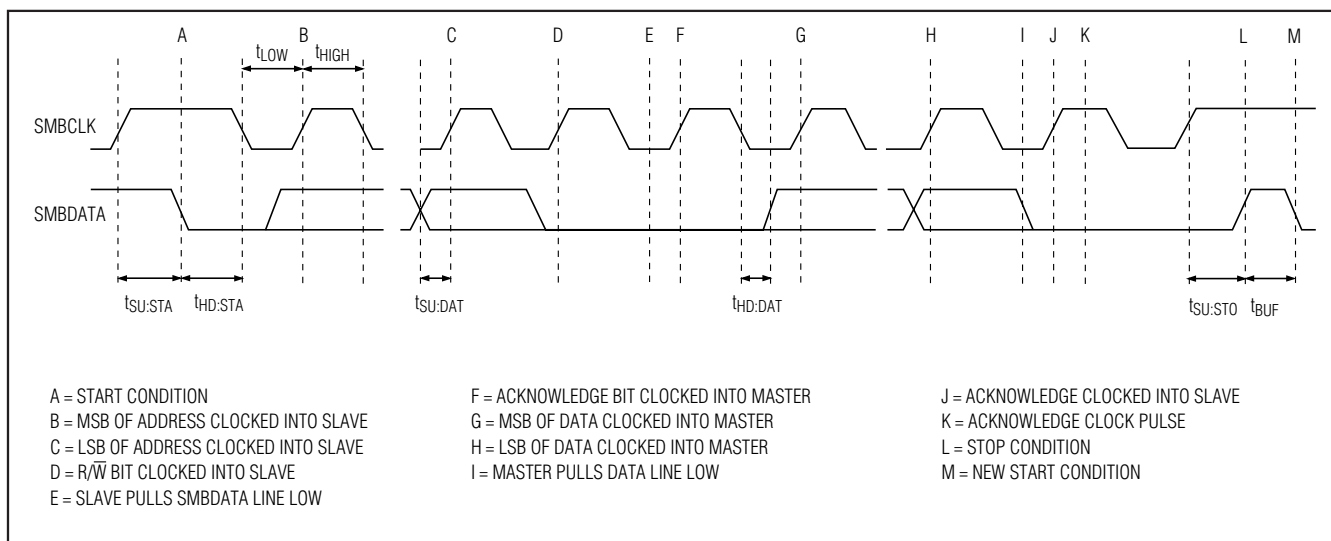 A B C D E F G H I J K L M
tLOW tHIGH
SMBCLK
SMBDATA
tSU:STA tHD:STA tSU:DAT tHD:DAT tSU:STO tBUF
A = START CONDITION
B = MSB OF ADDRESS CLOCKED INTO SLAVE
C = LSB OF ADDRESS CLOCKED INTO SLAVE
D = R/W̅ BIT CLOCKED INTO SLAVE
E = SLAVE PULLS SMBDATA LINE LOW
F = ACKNOWLEDGE BIT CLOCKED INTO MASTER
G = MSB OF DATA CLOCKED INTO MASTER
H = LSB OF DATA CLOCKED INTO MASTER
I = MASTER PULLS DATA LINE LOW
J = ACKNOWLEDGE CLOCKED INTO SLAVE
K = ACKNOWLEDGE CLOCK PULSE
L = STOP CONDITION
M = NEW START CONDITION